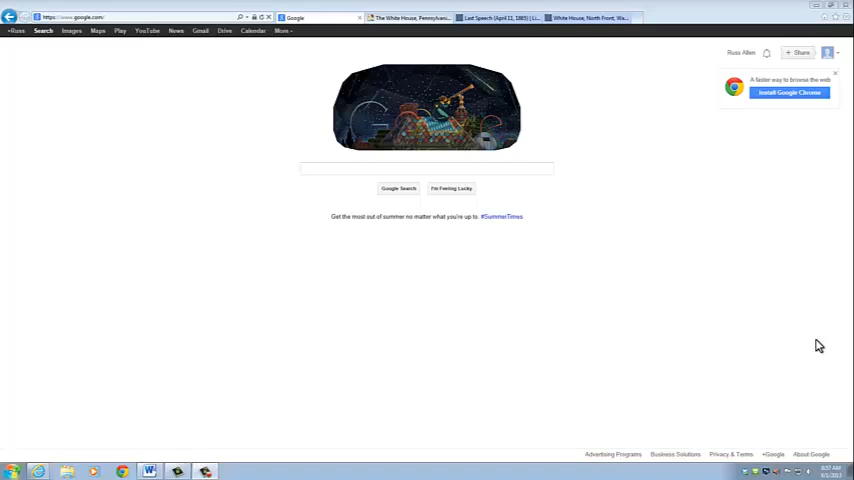 https://www.google.com/
Google
The White House, Pennsylvani...
Last Speech (April 11, 1865) | Li...
White House, North Front, Wa...
+Russ Search Images Maps Play YouTube News Gmail Drive Calendar More
Russ Allen
+ Share
A faster way to browse the web
Install Google Chrome
Google Search
I'm Feeling Lucky
Get the most out of summer no matter what you're up to. #SummerTimes
Advertising Programs Business Solutions Privacy & Terms +Google About Google
8:57 AM